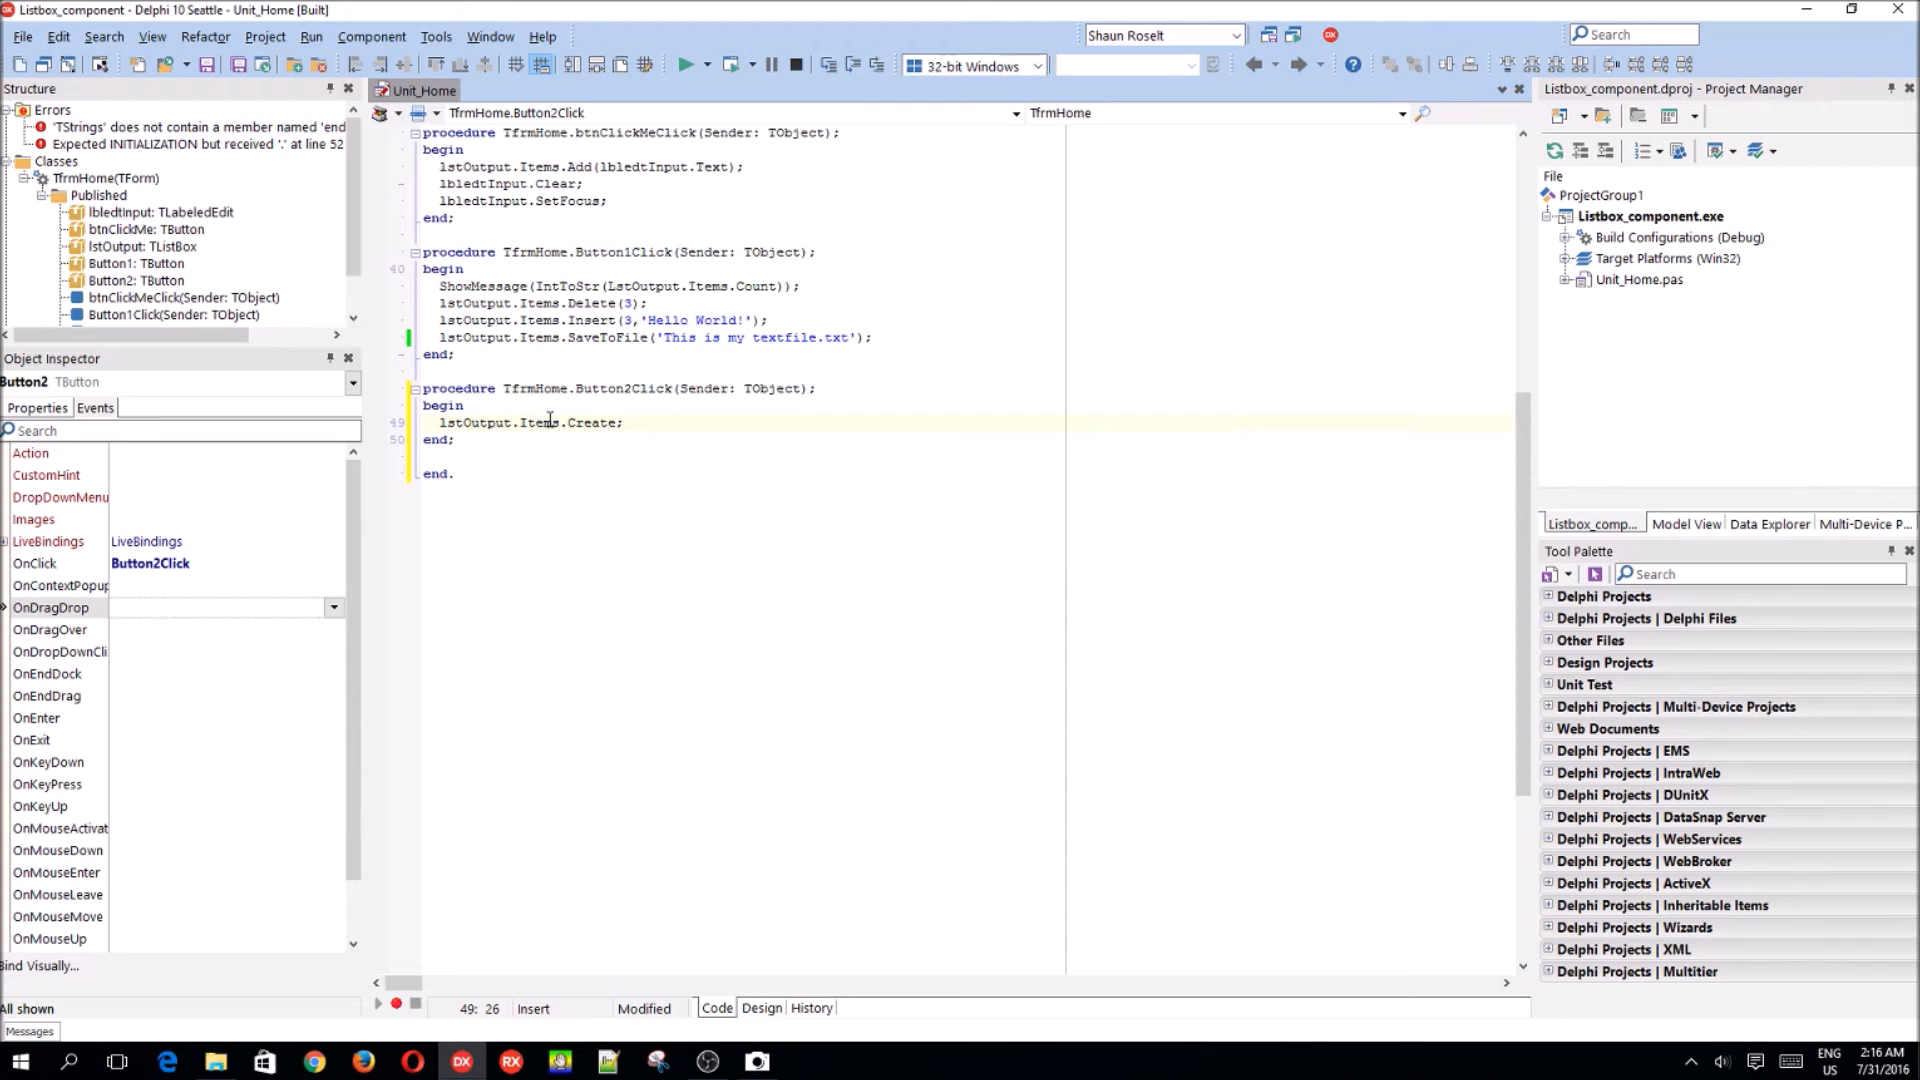 Listbox_component - Delphi 10 Seattle - Unit_Home [Built]
File Edit Search View Refactor Project Run Component Tools Window Help
Shaun Roselt
Search
32-bit Windows
Structure
Errors
'TStrings' does not contain a member named 'end
Expected INITIALIZATION but received '.' at line 52
Classes
TfrmHome(TForm)
Published
lbledtInput: TLabeledEdit
btnClickMe: TButton
lstOutput: TListBox
Button1: TButton
Button2: TButton
btnClickMeClick(Sender: TObject)
Button1Click(Sender: TObject)
Object Inspector
Button2 TButton
Properties Events
Search
Action
CustomHint
DropDownMenu
Images
LiveBindings LiveBindings
OnClick Button2Click
OnContextPopup
OnDragDrop
OnDragOver
OnDropDownCli
OnEndDock
OnEndDrag
OnEnter
OnExit
OnKeyDown
OnKeyPress
OnKeyUp
OnMouseActivat
OnMouseDown
OnMouseEnter
OnMouseLeave
OnMouseMove
OnMouseUp
Bind Visually...
All shown
Messages
Unit_Home
TfrmHome.Button2Click TfrmHome
procedure TfrmHome.btnClickMeClick(Sender: TObject);
begin
lstOutput.Items.Add(lbledtInput.Text);
lbledtInput.Clear;
lbledtInput.SetFocus;
end;
procedure TfrmHome.Button1Click(Sender: TObject);
40 begin
ShowMessage(IntToStr(LstOutput.Items.Count));
lstOutput.Items.Delete(3);
lstOutput.Items.Insert(3,'Hello World!');
lstOutput.Items.SaveToFile('This is my textfile.txt');
end;
procedure TfrmHome.Button2Click(Sender: TObject);
begin
49 lstOutput.Items.Create;
50 end;
end.
49: 26 Insert Modified Code Design History
Listbox_component.dproj - Project Manager
File
ProjectGroup1
Listbox_component.exe
Build Configurations (Debug)
Target Platforms (Win32)
Unit_Home.pas
Listbox_comp... Model View Data Explorer Multi-Device P...
Tool Palette
Search
Delphi Projects
Delphi Projects | Delphi Files
Other Files
Design Projects
Unit Test
Delphi Projects | Multi-Device Projects
Web Documents
Delphi Projects | EMS
Delphi Projects | IntraWeb
Delphi Projects | DUnitX
Delphi Projects | DataSnap Server
Delphi Projects | WebServices
Delphi Projects | WebBroker
Delphi Projects | ActiveX
Delphi Projects | Inheritable Items
Delphi Projects | Wizards
Delphi Projects | XML
Delphi Projects | Multitier
DX
RX
ENG
US
2:16 AM
7/31/2016